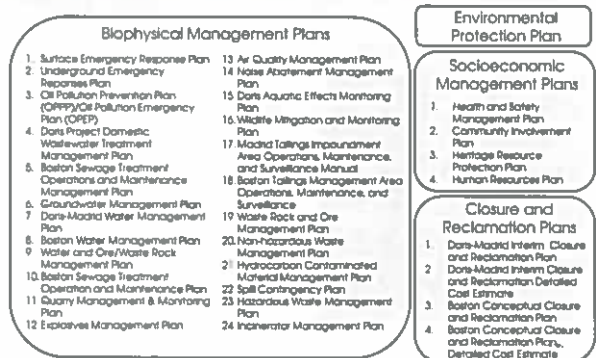 Biophysical Management Plans
1. Surface Emergency Response Plan
2. Underground Emergency
Reponses Plan
3. Oil Pollution Prevention Plan
(OPPP)/Oil Pollution Emergency
Plan (OPEP)
4. Doris Project Domestic
Wastewater Treatment
Management Plan
5. Boston Sewage Treatment
Operations and Maintenance
Management Plan
6. Groundwater Management Plan
7 Doris-Madrid Water Management
Plan
8. Boston Water Management Plan
9 Water and Ore/Waste Rock
Management Plan
10. Boston Sewage Treatment
Operation and Maintenance Plan
11 Quarry Management & Monitoring
Plan
12 Explosives Management Plan
13 Air Quality Management Plan
14 Noise Abatement Management
Plan
15 Doris Aquatic Effects Monitoring
Plan
16. Wildlife Mitigation and Monitoring
Plan
17. Madrid Tailings Impoundment
Area Operations, Maintenance,
and Surveillance Manual
18. Boston Tailings Management Area
Operations, Maintenance, and
Surveillance
19 Waste Rock and Ore
Management Plan
20. Non-hazardous Waste
Management Plan
21 Hydrocarbon Contaminated
Material Management Plan
22 Spill Contingency Plan
23 Hazardous Waste Management
Plan
24 Incinerator Management Plan
Environmental
Protection Plan
Socioeconomic
Management Plans
1. Health and Safety
Management Plan
2. Community Involvement
Plan
3. Heritage Resource
Protection Plan
4. Human Resources Plan
Closure and
Reclamation Plans
1. Doris-Madrid Interim Closure
and Reclamation Plan
2 Doris-Madrid Interim Closure
and Reclamation Detailed
Cost Estimate
3. Boston Conceptual Closure
and Reclamation Plan
4. Boston Conceptual Closure
and Reclamation Plan,
Detailed Cost Estimate